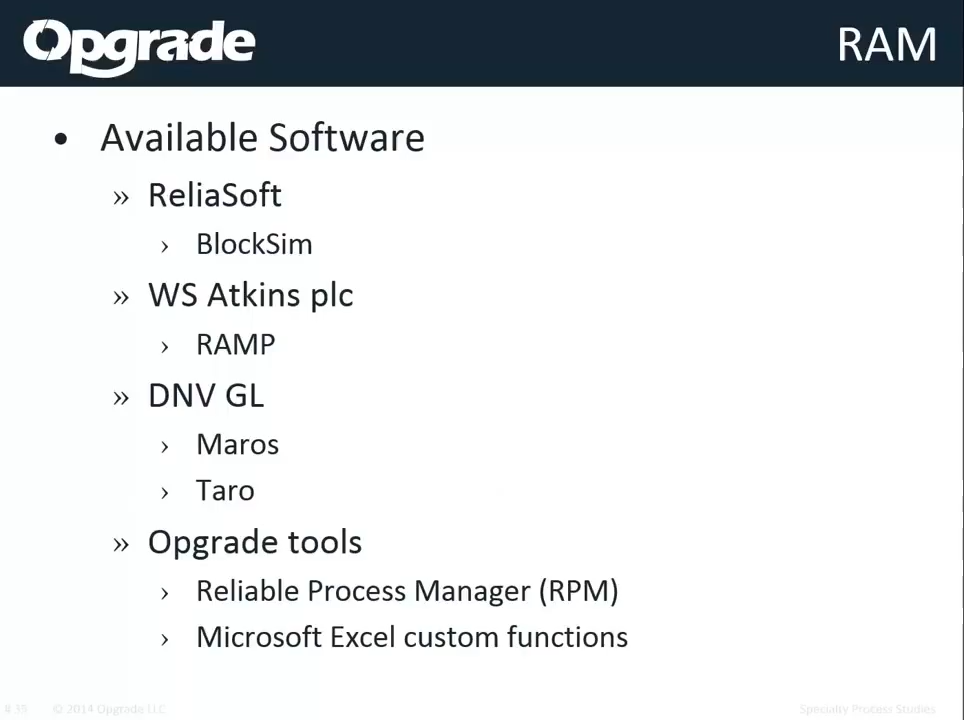 Opgrade
RAM
• Available Software
» ReliaSoft
› BlockSim
» WS Atkins plc
› RAMP
» DNV GL
› Maros
› Taro
» Opgrade tools
› Reliable Process Manager (RPM)
› Microsoft Excel custom functions
# 35 © 2014 Opgrade LLC Specialty Process Studies